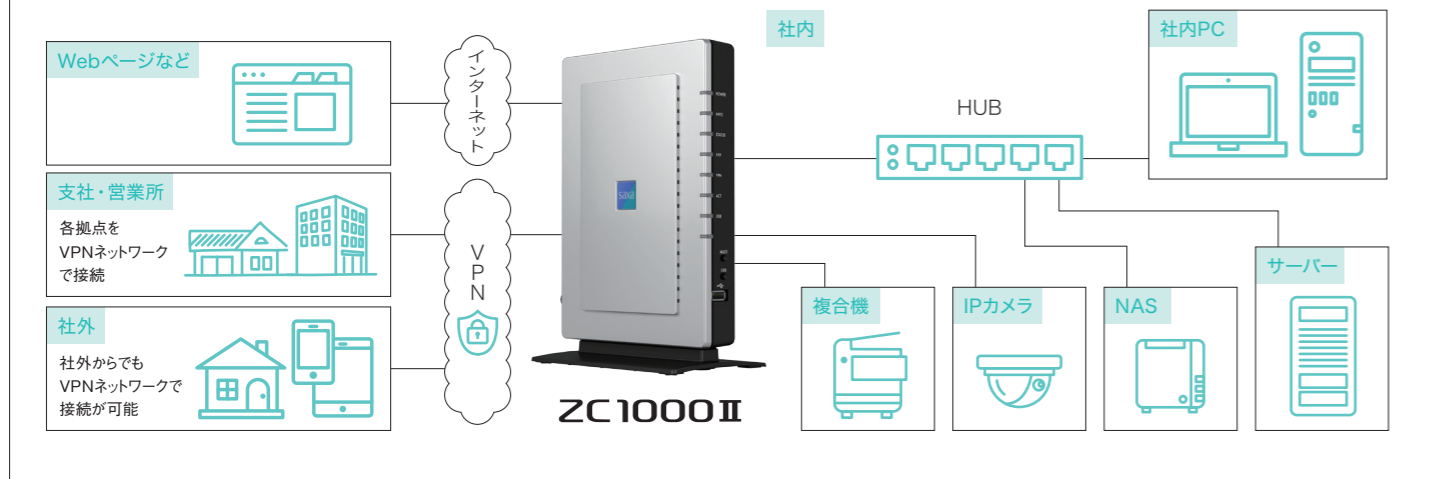 Webページなど
支社・営業所
各拠点を
VPNネットワーク
で接続
社外
社外からでも
VPNネットワークで
接続が可能
インターネット
VPN
saxa
ZC1000Ⅱ
社内
HUB
社内PC
複合機
IPカメラ
NAS
サーバー